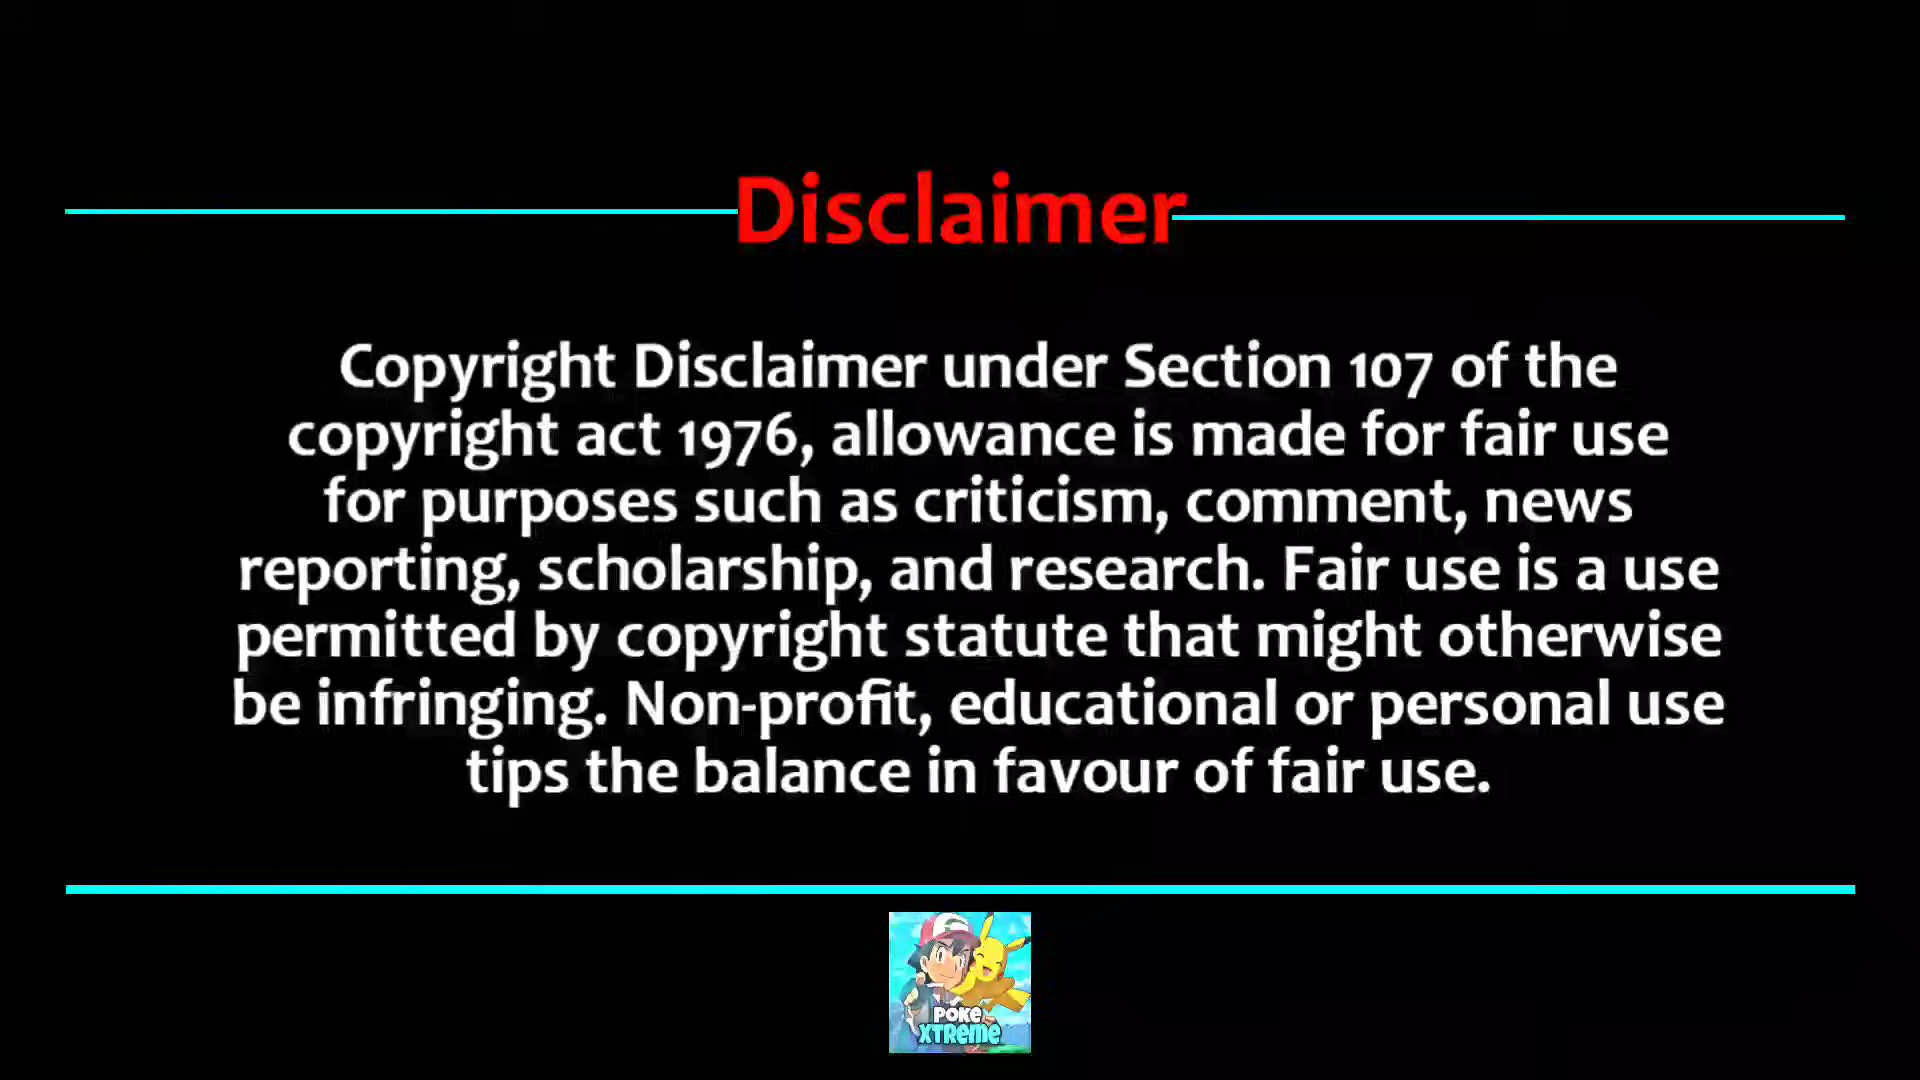 Disclaimer
Copyright Disclaimer under Section 107 of the
copyright act 1976, allowance is made for fair use
for purposes such as criticism, comment, news
reporting, scholarship, and research. Fair use is a use
permitted by copyright statute that might otherwise
be infringing. Non-profit, educational or personal use
tips the balance in favour of fair use.
POKE
XTReme